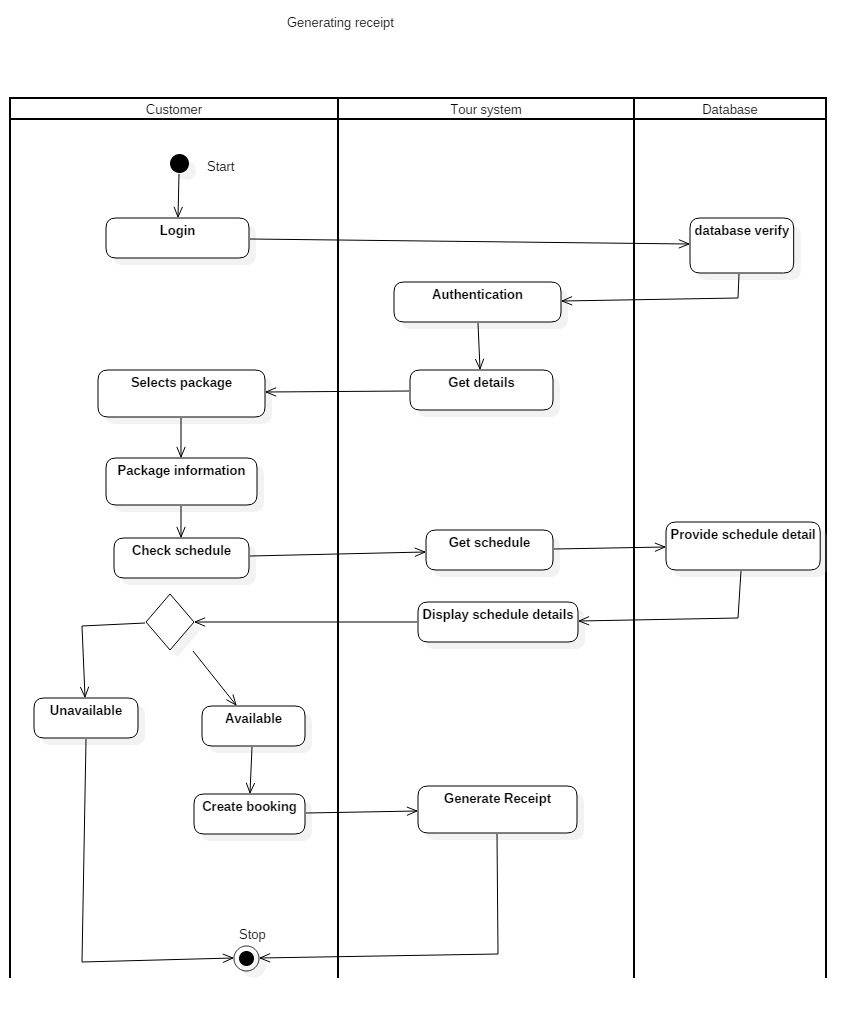 Generating receipt
Customer
Tour system
Database
Start
Login
database verify
Authentication
Selects package
Get details
Package information
Check schedule
Get schedule
Provide schedule detail
Display schedule details
Unavailable
Available
Create booking
Generate Receipt
Stop